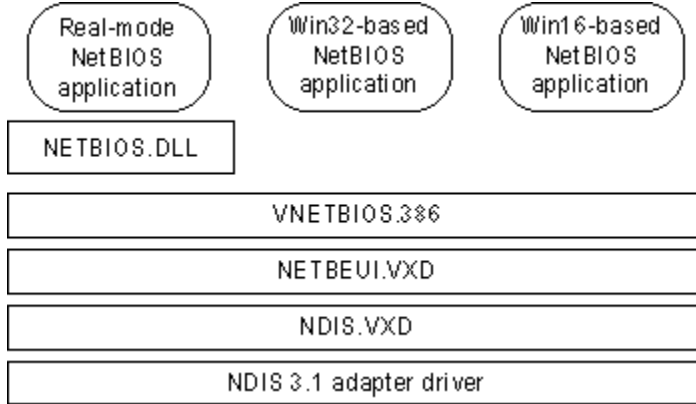 Real-mode
NetBIOS
application
Win32-based
NetBIOS
application
Win16-based
NetBIOS
application
NETBIOS.DLL
VNETBIOS.386
NETBEUI.VXD
NDIS.VXD
NDIS 3.1 adapter driver